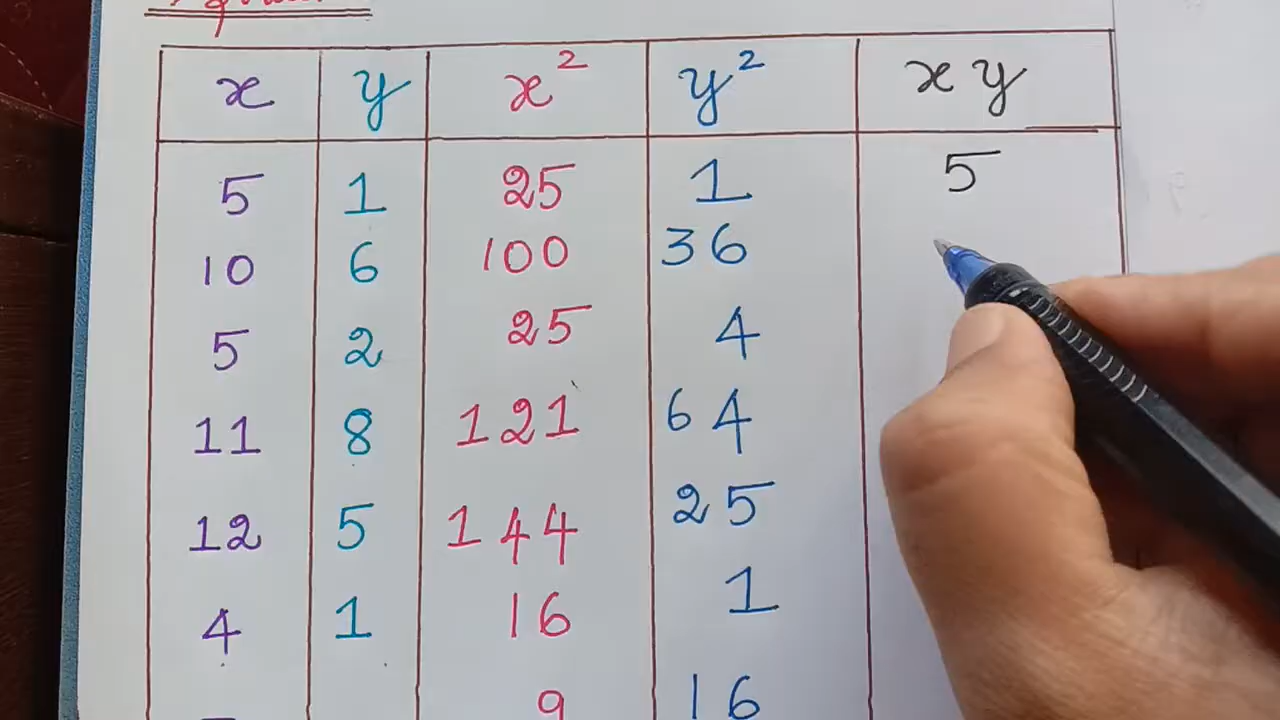 x y x² y² xy
5 1 25 1 5
10 6 100 36
5 2 25 4
11 8 121 64
12 5 144 25
4 1 16 1
9 16